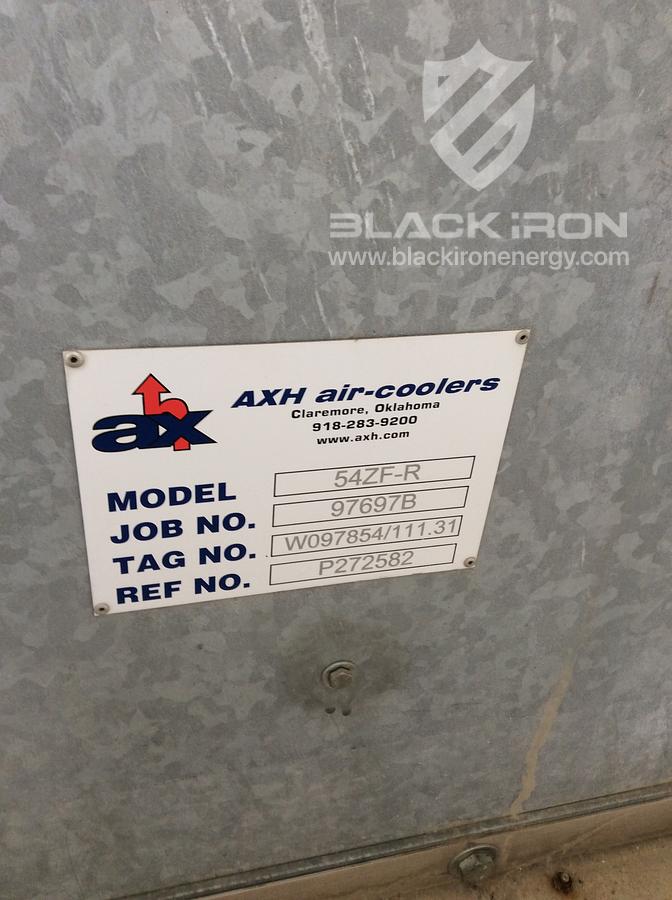 BLACK IRON
www.blackironenergy.com
ahx
AXH air-coolers
Claremore, Oklahoma
918-283-9200
www.axh.com
MODEL 54ZF-R
JOB NO. 97697B
TAG NO. W097854/111.31
REF NO. P272582